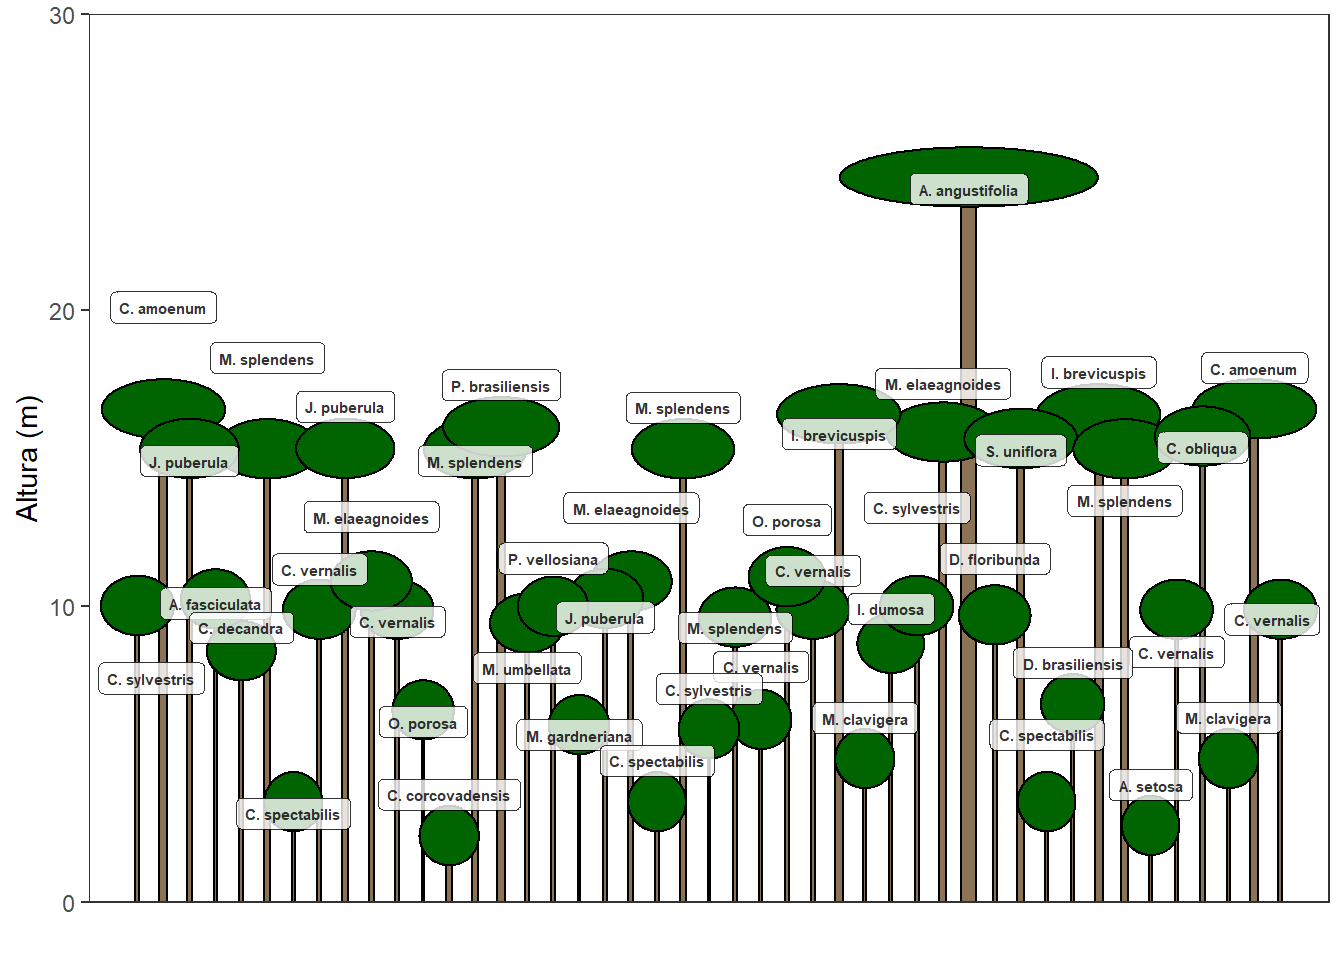 30
A. angustifolia
C. amoenum
20
M. splendens
C. amoenum
I. brevicuspis
P. brasiliensis
M. elaeagnoides
J. puberula
M. splendens
Altura (m)
I. brevicuspis
C. obliqua
S. uniflora
J. puberula
M. splendens
M. splendens
M. elaeagnoides
C. sylvestris
M. elaeagnoides
O. porosa
P. vellosiana
D. floribunda
C. vernalis
C. vernalis
10
A. fasciculata
I. dumosa
J. puberula
C. vernalis
C. vernalis
C. decandra
M. splendens
C. vernalis
D. brasiliensis
C. vernalis
M. umbellata
C. sylvestris
C. sylvestris
M. clavigera
M. clavigera
O. porosa
M. gardneriana
C. spectabilis
C. spectabilis
A. setosa
C. corcovadensis
C. spectabilis
0